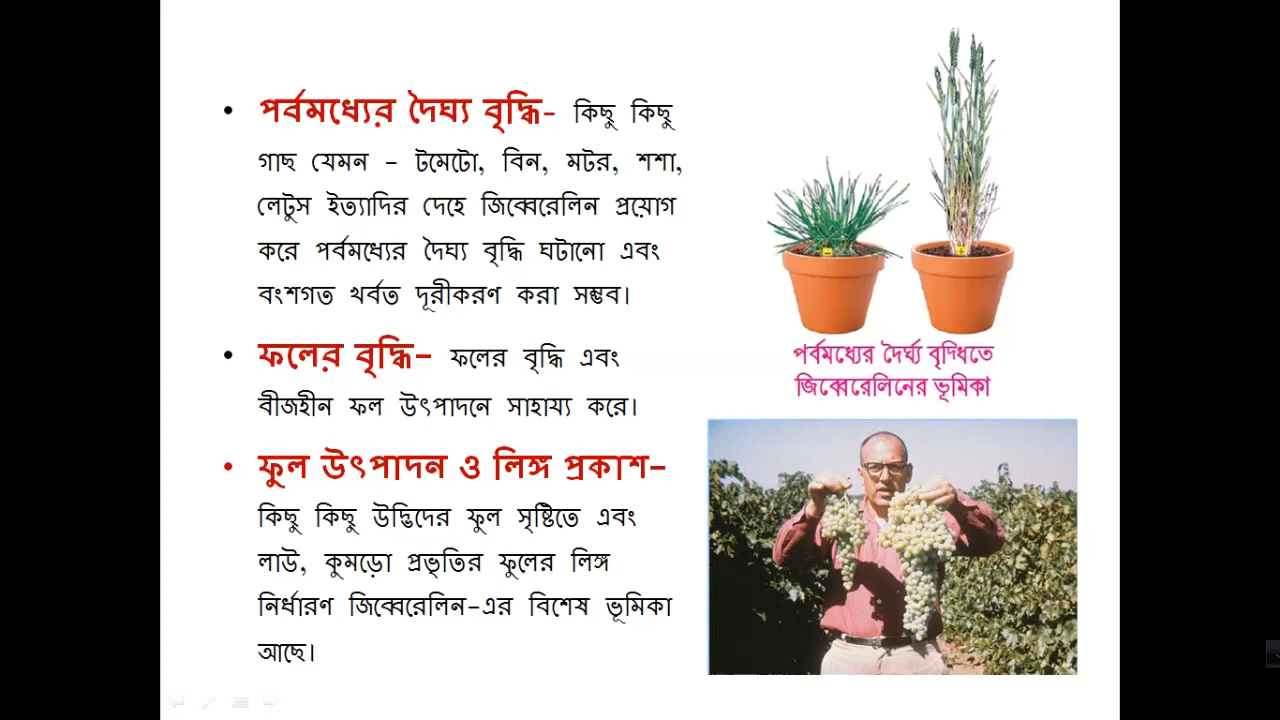 • পর্বমধ্যের দৈঘ্য বৃদ্ধি- কিছু কিছু
গাছ যেমন – টমেটো, বিন, মটর, শশা,
লেটুস ইত্যাদির দেহে জিব্বেরেলিন প্রয়োগ
করে পর্বমধ্যের দৈঘ্য বৃদ্ধি ঘটানো এবং
বংশগত খর্বত দূরীকরণ করা সম্ভব।
• ফলের বৃদ্ধি– ফলের বৃদ্ধি এবং
বীজহীন ফল উৎপাদনে সাহায্য করে।
• ফুল উৎপাদন ও লিঙ্গ প্রকাশ–
কিছু কিছু উদ্ভিদের ফুল সৃষ্টিতে এবং
লাউ, কুমড়ো প্রভৃতির ফুলের লিঙ্গ
নির্ধারণ জিব্বেরেলিন-এর বিশেষ ভূমিকা
আছে।
পর্বমধ্যের দৈর্ঘ্য বৃদ্ধিতে
জিব্বেরেলিনের ভূমিকা